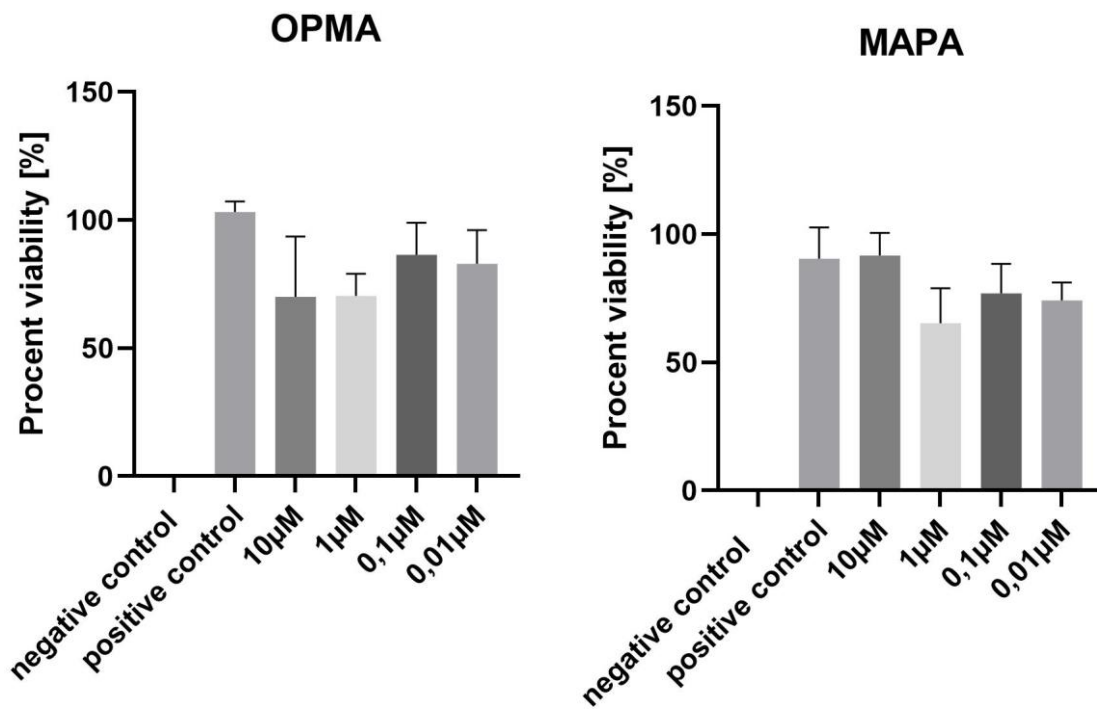 OPMA
Procent viability [%]
150
100
50
0
negative control
positive control
10µM
1µM
0,1µM
0,01µM
MAPA
Procent viability [%]
150
100
50
0
negative control
positive control
10µM
1µM
0,1µM
0,01µM